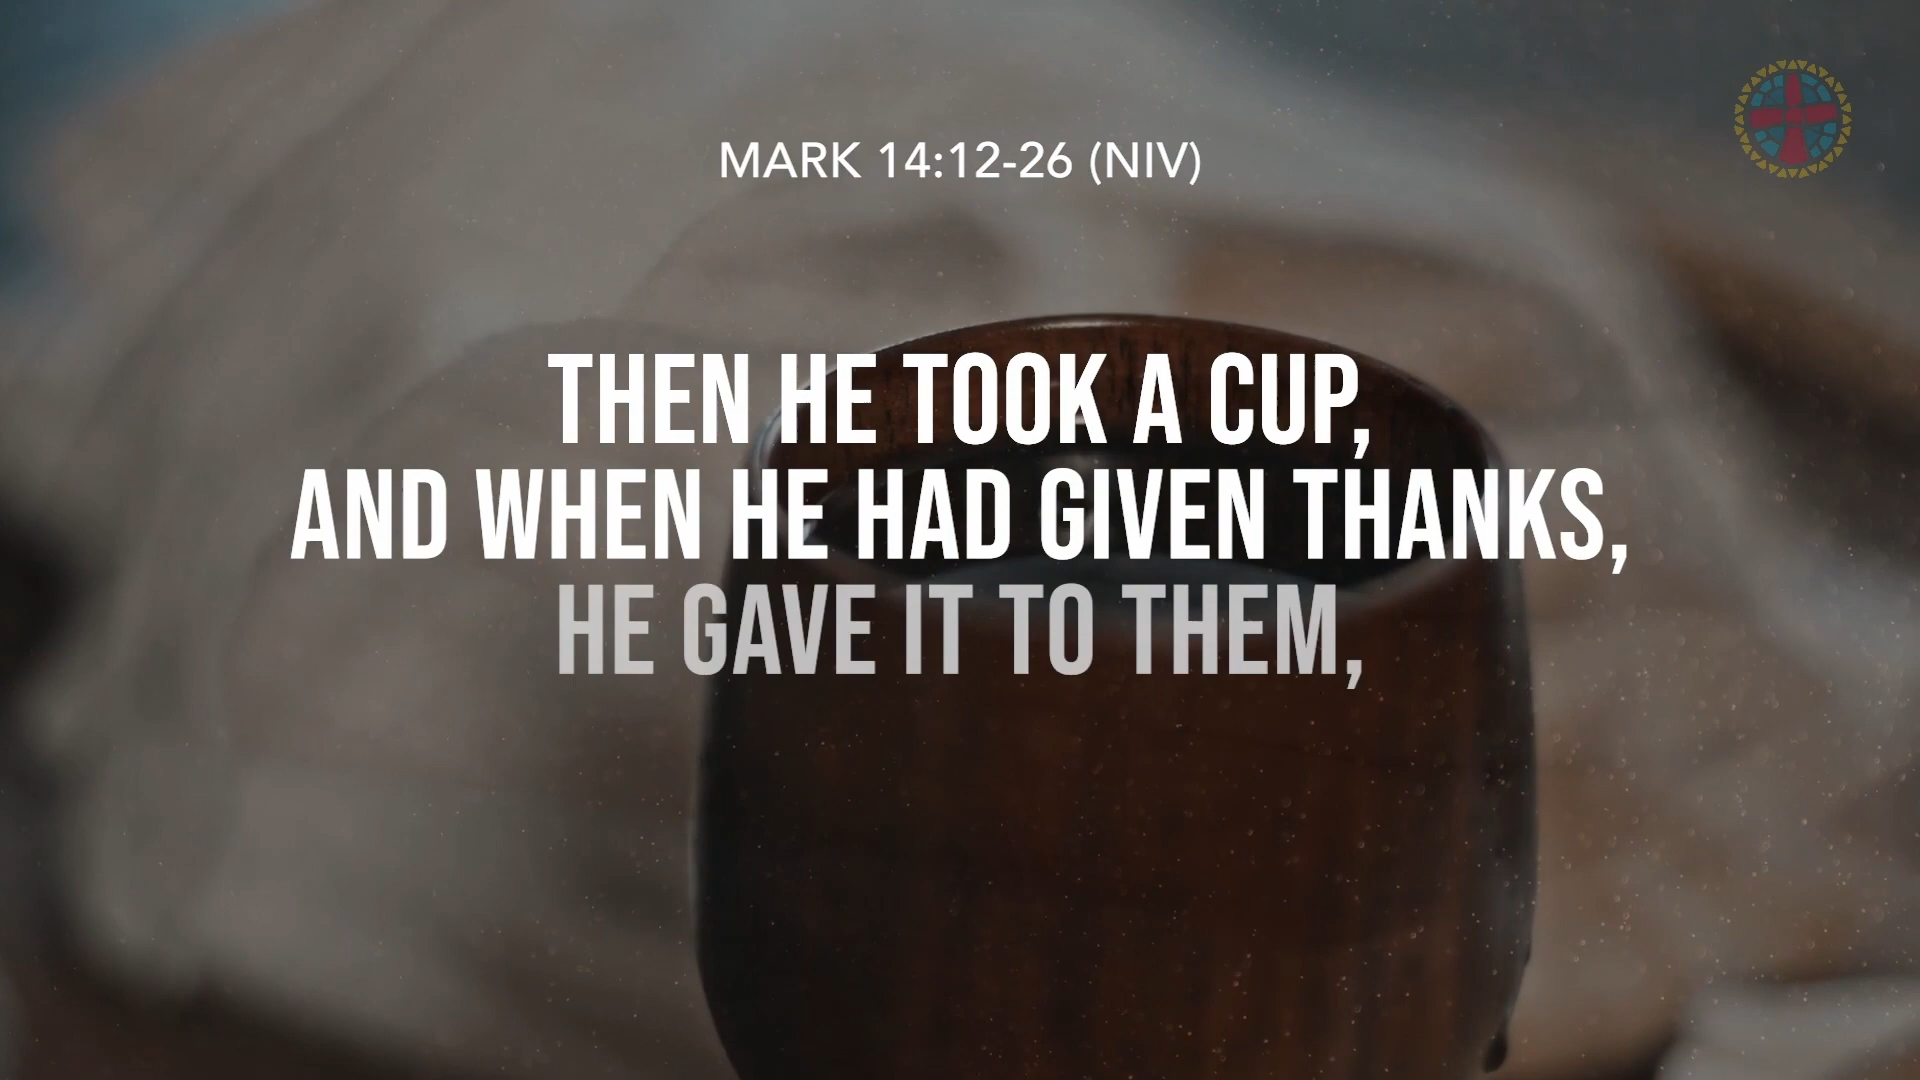 MARK 14:12-26 (NIV)
THEN HE TOOK A CUP,
AND WHEN HE HAD GIVEN THANKS,
HE GAVE IT TO THEM,